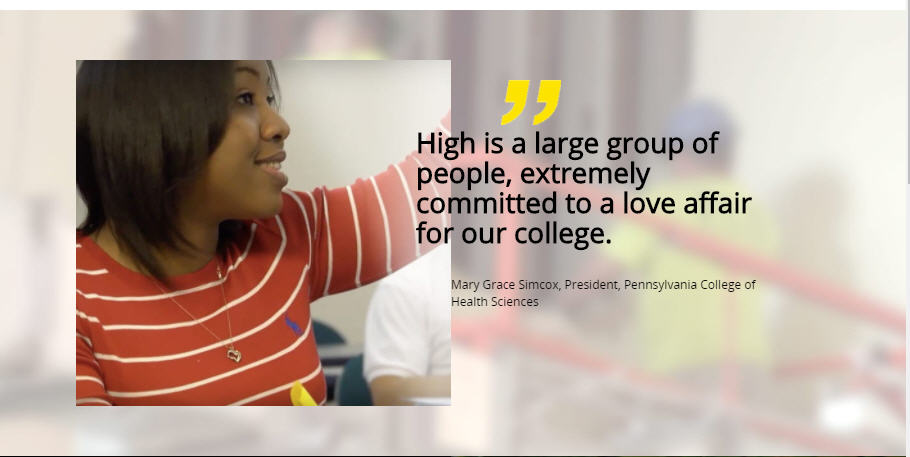 ”
High is a large group of
people, extremely
committed to a love affair
for our college.
Mary Grace Simcox, President, Pennsylvania College of
Health Sciences